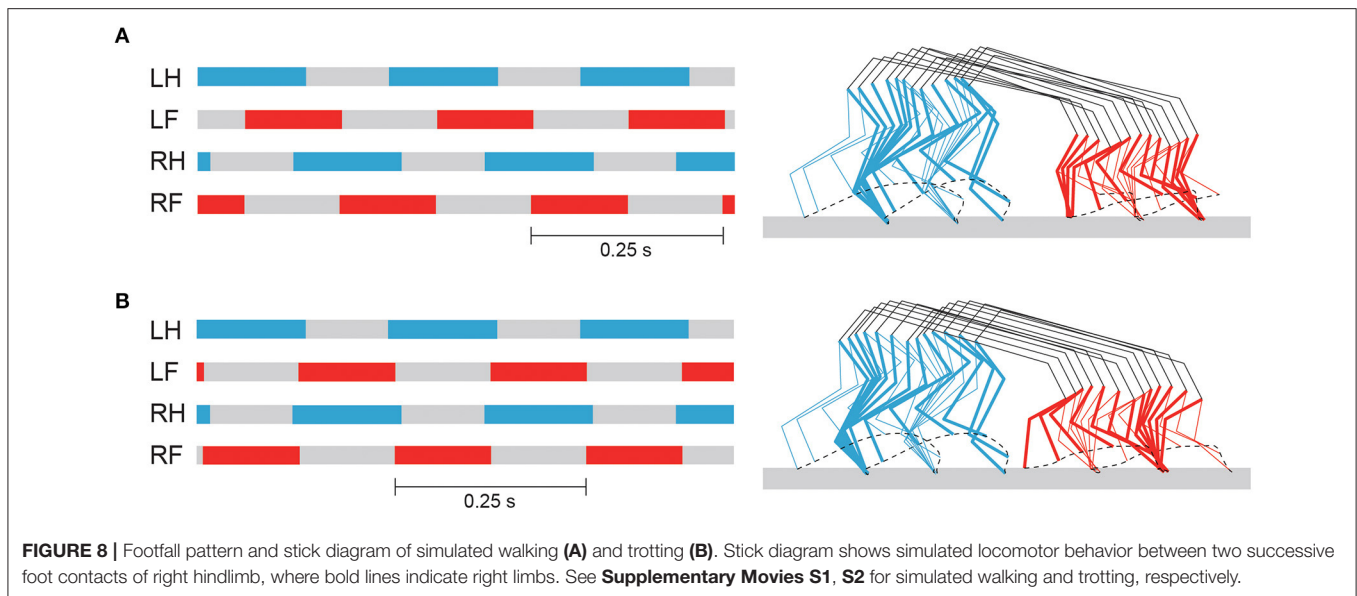 A
LH
LF
RH
RF
0.25 s
B
LH
LF
RH
RF
0.25 s
FIGURE 8 | Footfall pattern and stick diagram of simulated walking (A) and trotting (B). Stick diagram shows simulated locomotor behavior between two successive
foot contacts of right hindlimb, where bold lines indicate right limbs. See Supplementary Movies S1, S2 for simulated walking and trotting, respectively.